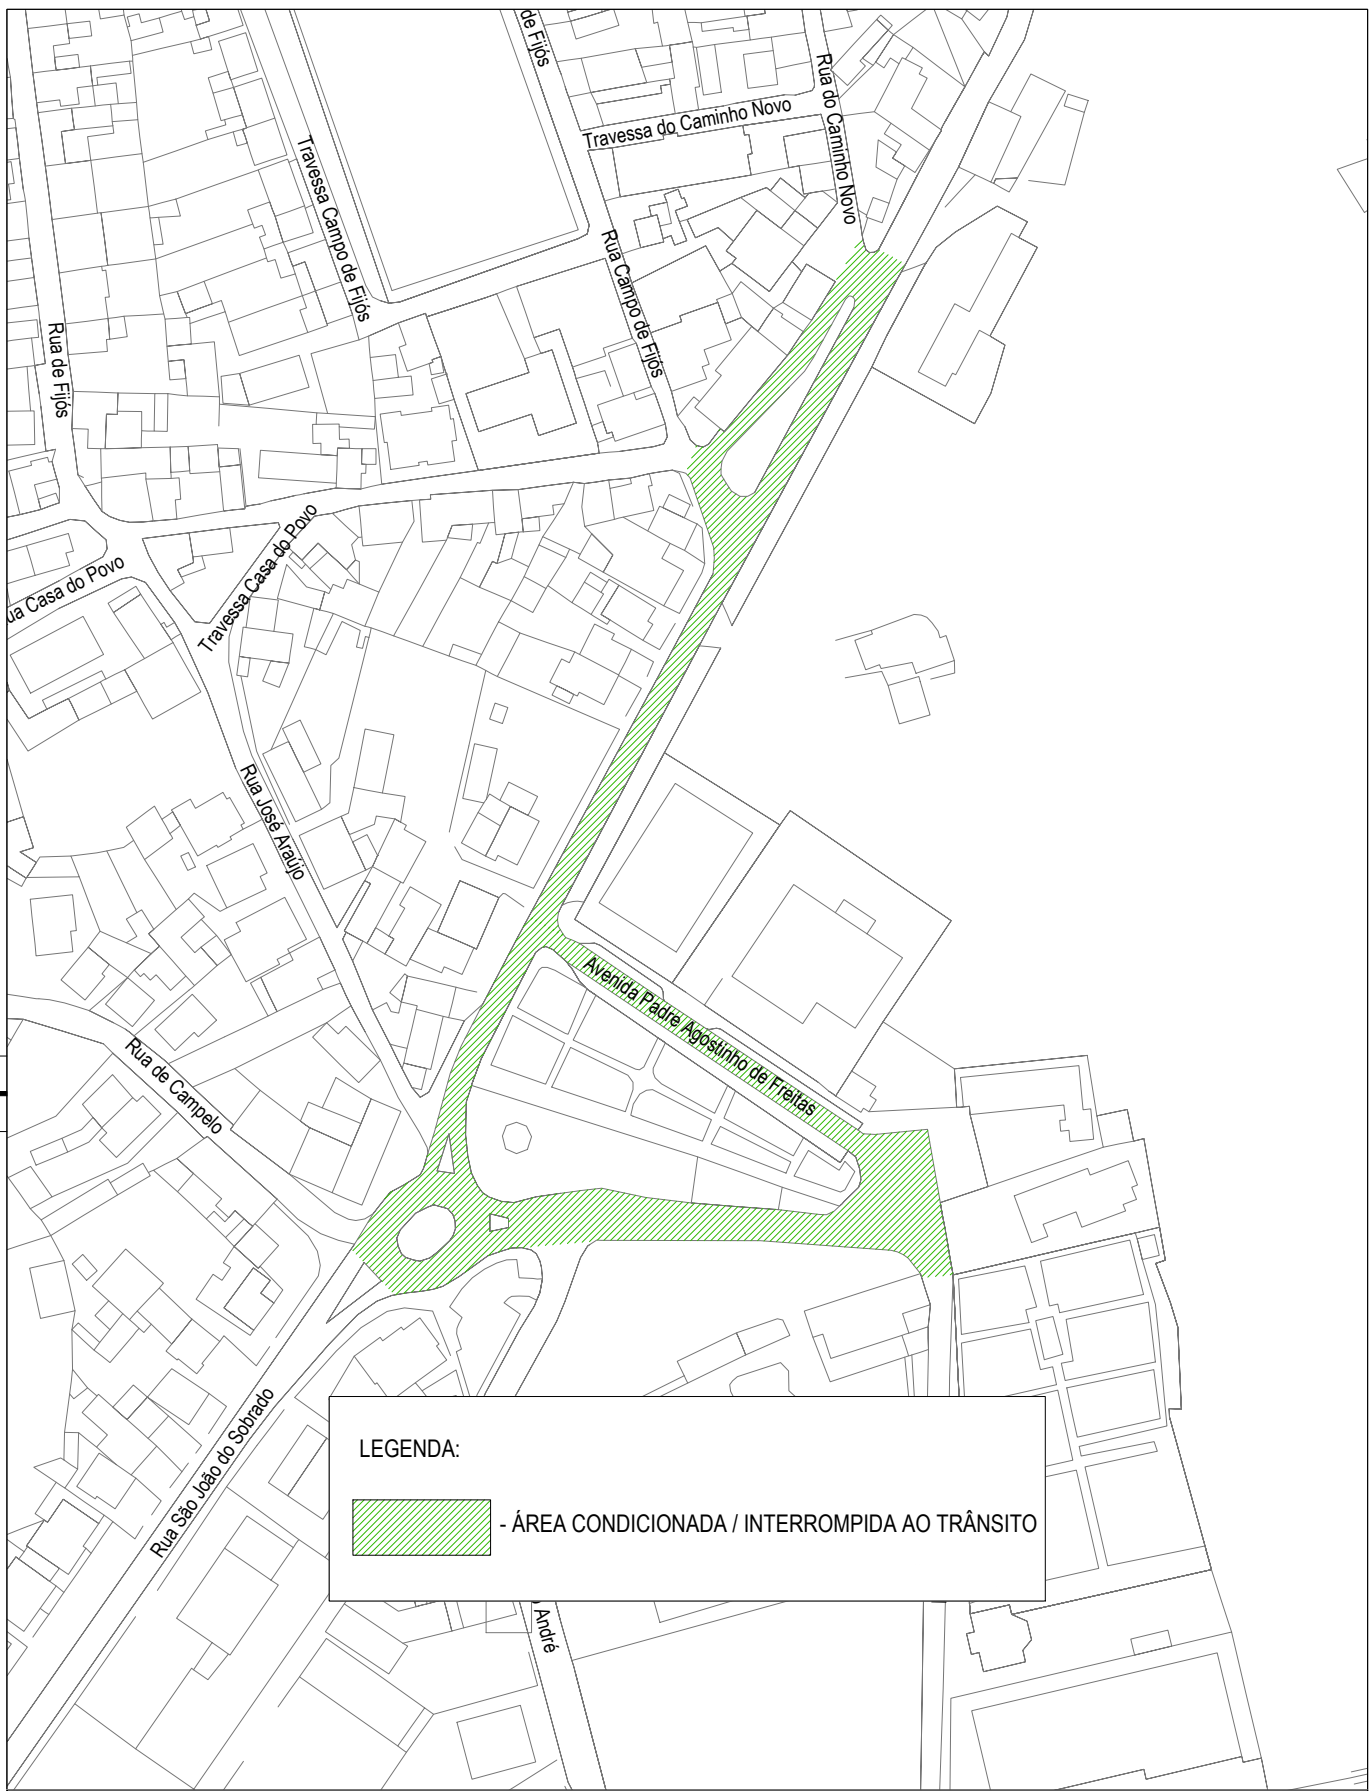 de Fijós
Rua do Caminho Novo
Travessa do Caminho Novo
Travessa Campo de Fijós
Rua Campo de Fijós
Rua de Fijós
Travessa Casa do Povo
ua Casa do Povo
Rua José Araújo
Avenida Padre Agostinho de Freitas
Rua de Campelo
Rua São João do Sobrado
LEGENDA:
- ÁREA CONDICIONADA / INTERROMPIDA AO TRÂNSITO
André